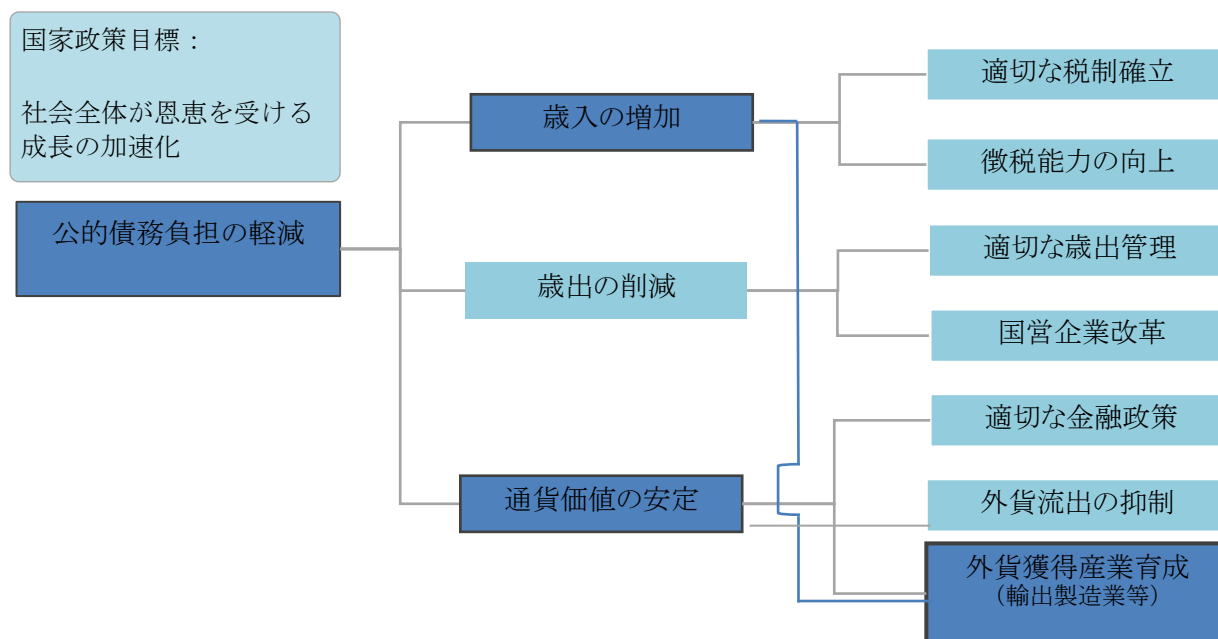 国家政策目標：
社会全体が恩恵を受ける
成長の加速化
公的債務負担の軽減
歳入の増加
歳出の削減
通貨価値の安定
適切な税制確立
徴税能力の向上
適切な歳出管理
国営企業改革
適切な金融政策
外貨流出の抑制
外貨獲得産業育成
（輸出製造業等）